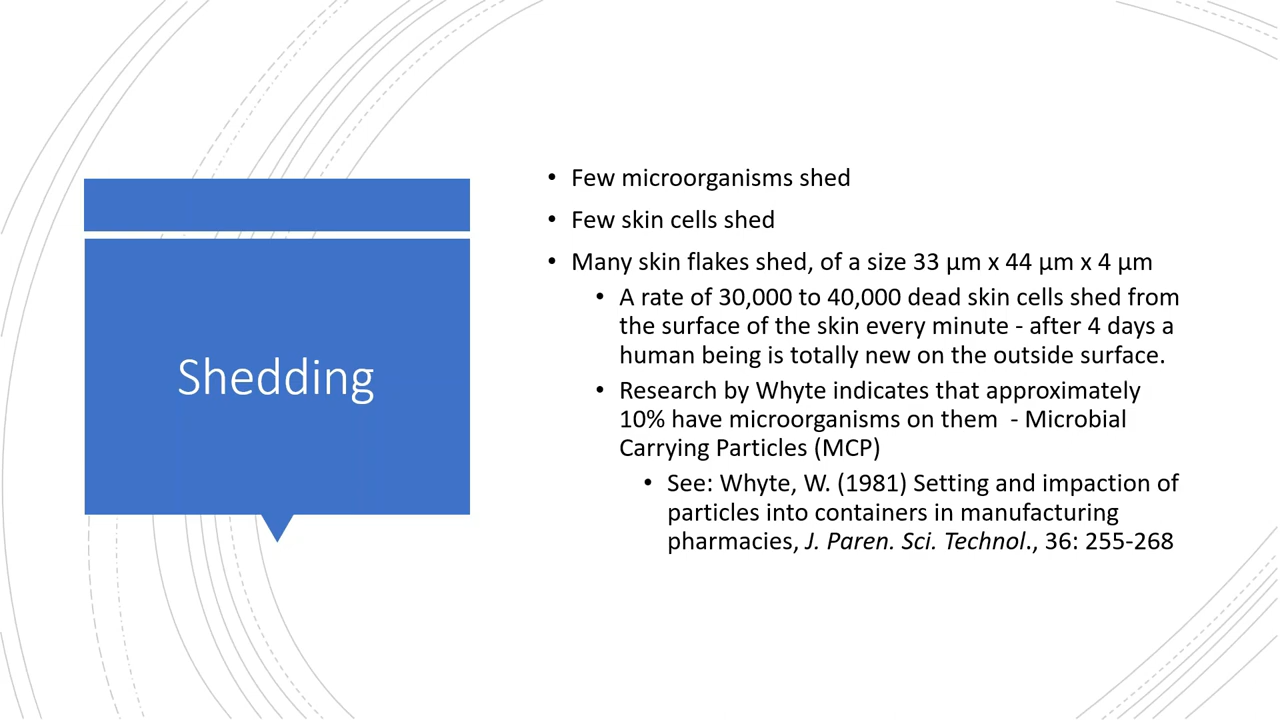 Shedding
• Few microorganisms shed
• Few skin cells shed
• Many skin flakes shed, of a size 33 µm x 44 µm x 4 µm
• A rate of 30,000 to 40,000 dead skin cells shed from
the surface of the skin every minute - after 4 days a
human being is totally new on the outside surface.
• Research by Whyte indicates that approximately
10% have microorganisms on them - Microbial
Carrying Particles (MCP)
• See: Whyte, W. (1981) Setting and impaction of
particles into containers in manufacturing
pharmacies, J. Paren. Sci. Technol., 36: 255-268